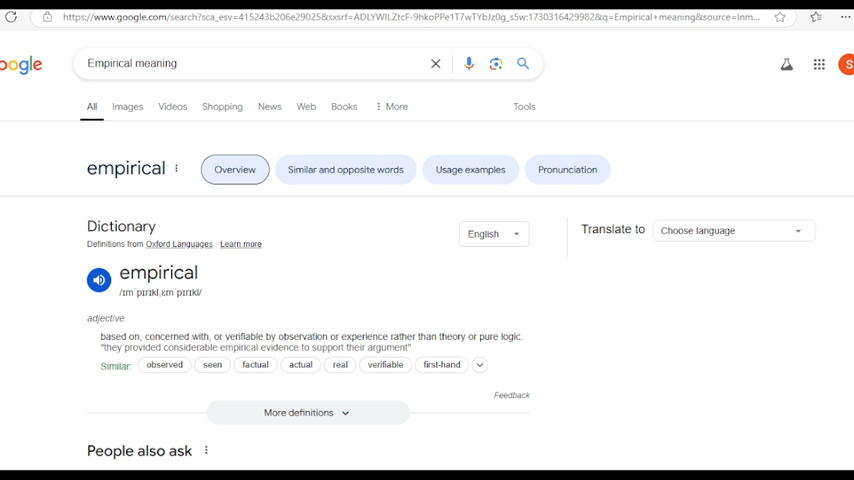 https://www.google.com/search?sca_esv=415243b206e29025&sxsrf=ADLYWILZtcF-9hkoPPe1T7wTYbJz0g_s5w:1730316429982&q=Empirical+meaning&source=lnm...
oogle
Empirical meaning
S
All Images Videos Shopping News Web Books More Tools
empirical Overview Similar and opposite words Usage examples Pronunciation
Dictionary
Definitions from Oxford Languages · Learn more
English
Translate to Choose language
empirical
/ɪmˈpɪrɪkl,ɛmˈpɪrɪkl/
adjective
based on, concerned with, or verifiable by observation or experience rather than theory or pure logic.
"they provided considerable empirical evidence to support their argument"
Similar: observed seen factual actual real verifiable first-hand
Feedback
More definitions
People also ask